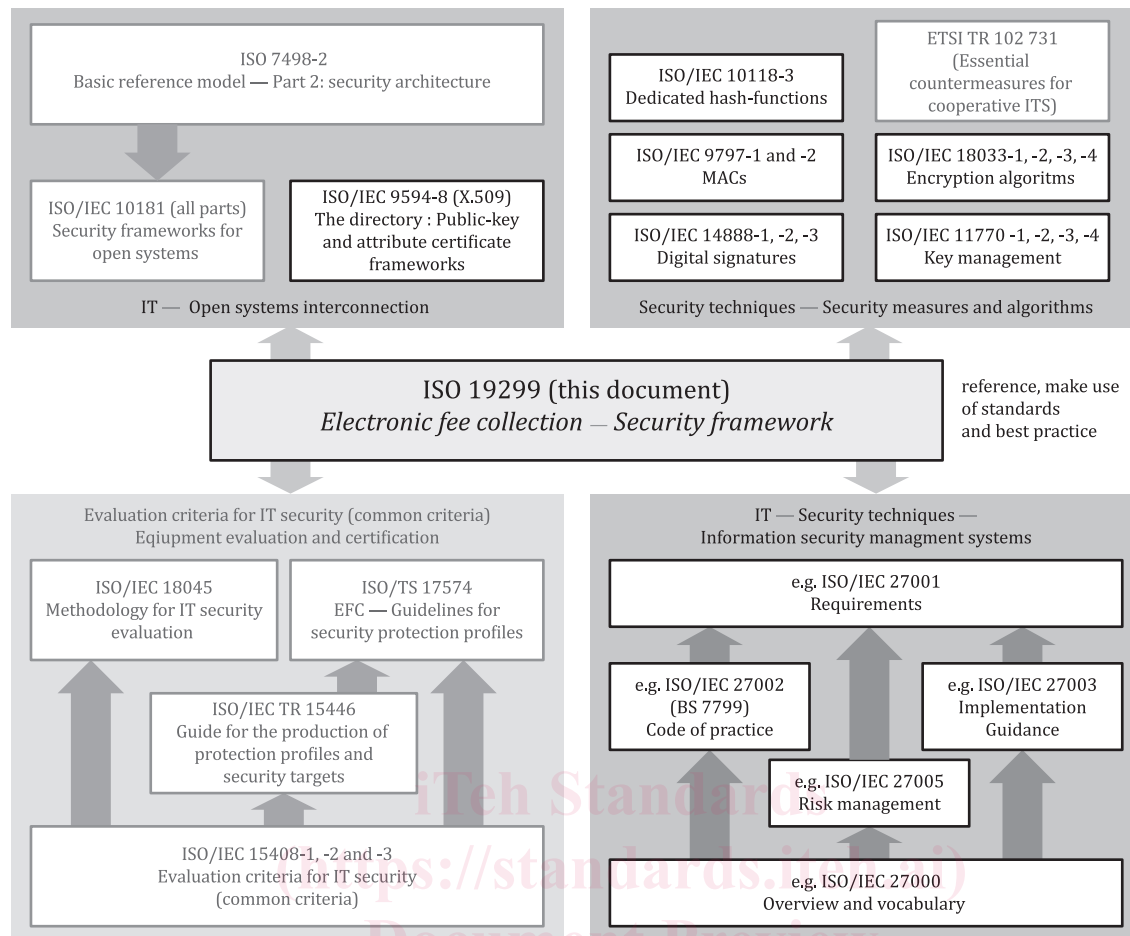 ISO 7498-2
Basic reference model — Part 2: security architecture
ISO/IEC 10181 (all parts)
Security frameworks for
open systems
ISO/IEC 9594-8 (X.509)
The directory : Public-key
and attribute certificate
frameworks
IT — Open systems interconnection
ISO/IEC 10118-3
Dedicated hash-functions
ETSI TR 102 731
(Essential
countermeasures for
cooperative ITS)
ISO/IEC 9797-1 and -2
MACs
ISO/IEC 18033-1, -2, -3, -4
Encryption algoritms
ISO/IEC 14888-1, -2, -3
Digital signatures
ISO/IEC 11770 -1, -2, -3, -4
Key management
Security techniques — Security measures and algorithms
ISO 19299 (this document)
Electronic fee collection — Security framework
reference, make use
of standards
and best practice
Evaluation criteria for IT security (common criteria)
Eqiupment evaluation and certification
ISO/IEC 18045
Methodology for IT security
evaluation
ISO/TS 17574
EFC — Guidelines for
security protection profiles
ISO/IEC TR 15446
Guide for the production of
protection profiles and
security targets
ISO/IEC 15408-1, -2 and -3
Evaluation criteria for IT security
(common criteria)
IT — Security techniques —
Information security managment systems
e.g. ISO/IEC 27001
Requirements
e.g. ISO/IEC 27002
(BS 7799)
Code of practice
e.g. ISO/IEC 27003
Implementation
Guidance
e.g. ISO/IEC 27005
Risk management
e.g. ISO/IEC 27000
Overview and vocabulary
iTeh Standards
(https://standards.iteh.ai)
Document Preview